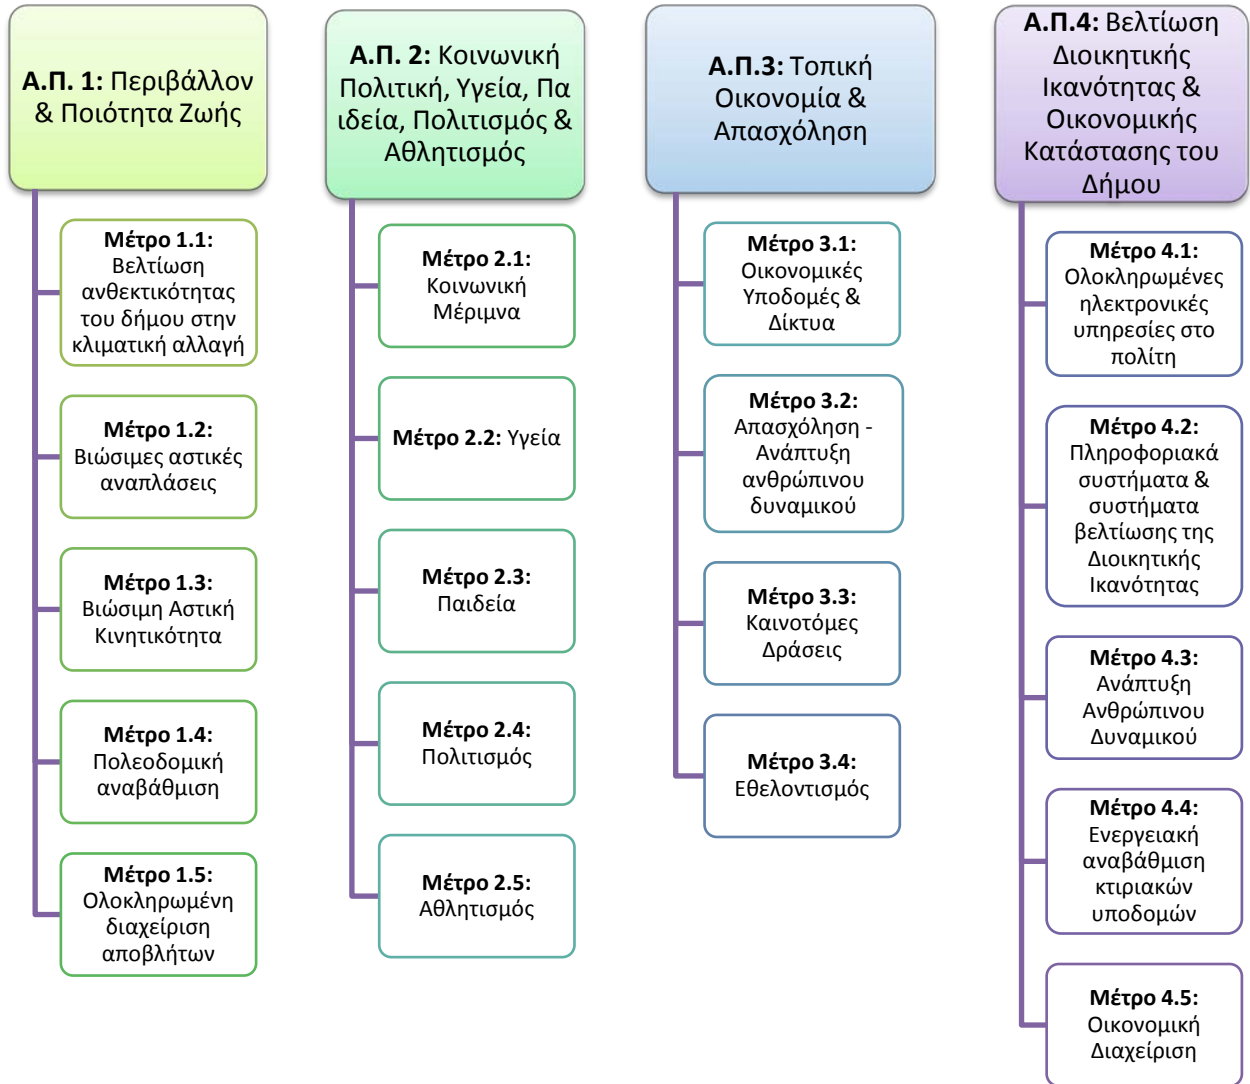 Α.Π. 1: Περιβάλλον
& Ποιότητα Ζωής
Μέτρο 1.1:
Βελτίωση
ανθεκτικότητας
του δήμου στην
κλιματική αλλαγή
Μέτρο 1.2:
Βιώσιμες αστικές
αναπλάσεις
Μέτρο 1.3:
Βιώσιμη Αστική
Κινητικότητα
Μέτρο 1.4:
Πολεοδομική
αναβάθμιση
Μέτρο 1.5:
Ολοκληρωμένη
διαχείριση
αποβλήτων
Α.Π. 2: Κοινωνική
Πολιτική, Υγεία, Πα
ιδεία, Πολιτισμός &
Αθλητισμός
Μέτρο 2.1:
Κοινωνική
Μέριμνα
Μέτρο 2.2: Υγεία
Μέτρο 2.3:
Παιδεία
Μέτρο 2.4:
Πολιτισμός
Μέτρο 2.5:
Αθλητισμός
Α.Π.3: Τοπική
Οικονομία &
Απασχόληση
Μέτρο 3.1:
Οικονομικές
Υποδομές &
Δίκτυα
Μέτρο 3.2:
Απασχόληση -
Ανάπτυξη
ανθρώπινου
δυναμικού
Μέτρο 3.3:
Καινοτόμες
Δράσεις
Μέτρο 3.4:
Εθελοντισμός
Α.Π.4: Βελτίωση
Διοικητικής
Ικανότητας &
Οικονομικής
Κατάστασης του
Δήμου
Μέτρο 4.1:
Ολοκληρωμένες
ηλεκτρονικές
υπηρεσίες στο
πολίτη
Μέτρο 4.2:
Πληροφοριακά
συστήματα &
συστήματα
βελτίωσης της
Διοικητικής
Ικανότητας
Μέτρο 4.3:
Ανάπτυξη
Ανθρώπινου
Δυναμικού
Μέτρο 4.4:
Ενεργειακή
αναβάθμιση
κτιριακών
υποδομών
Μέτρο 4.5:
Οικονομική
Διαχείριση